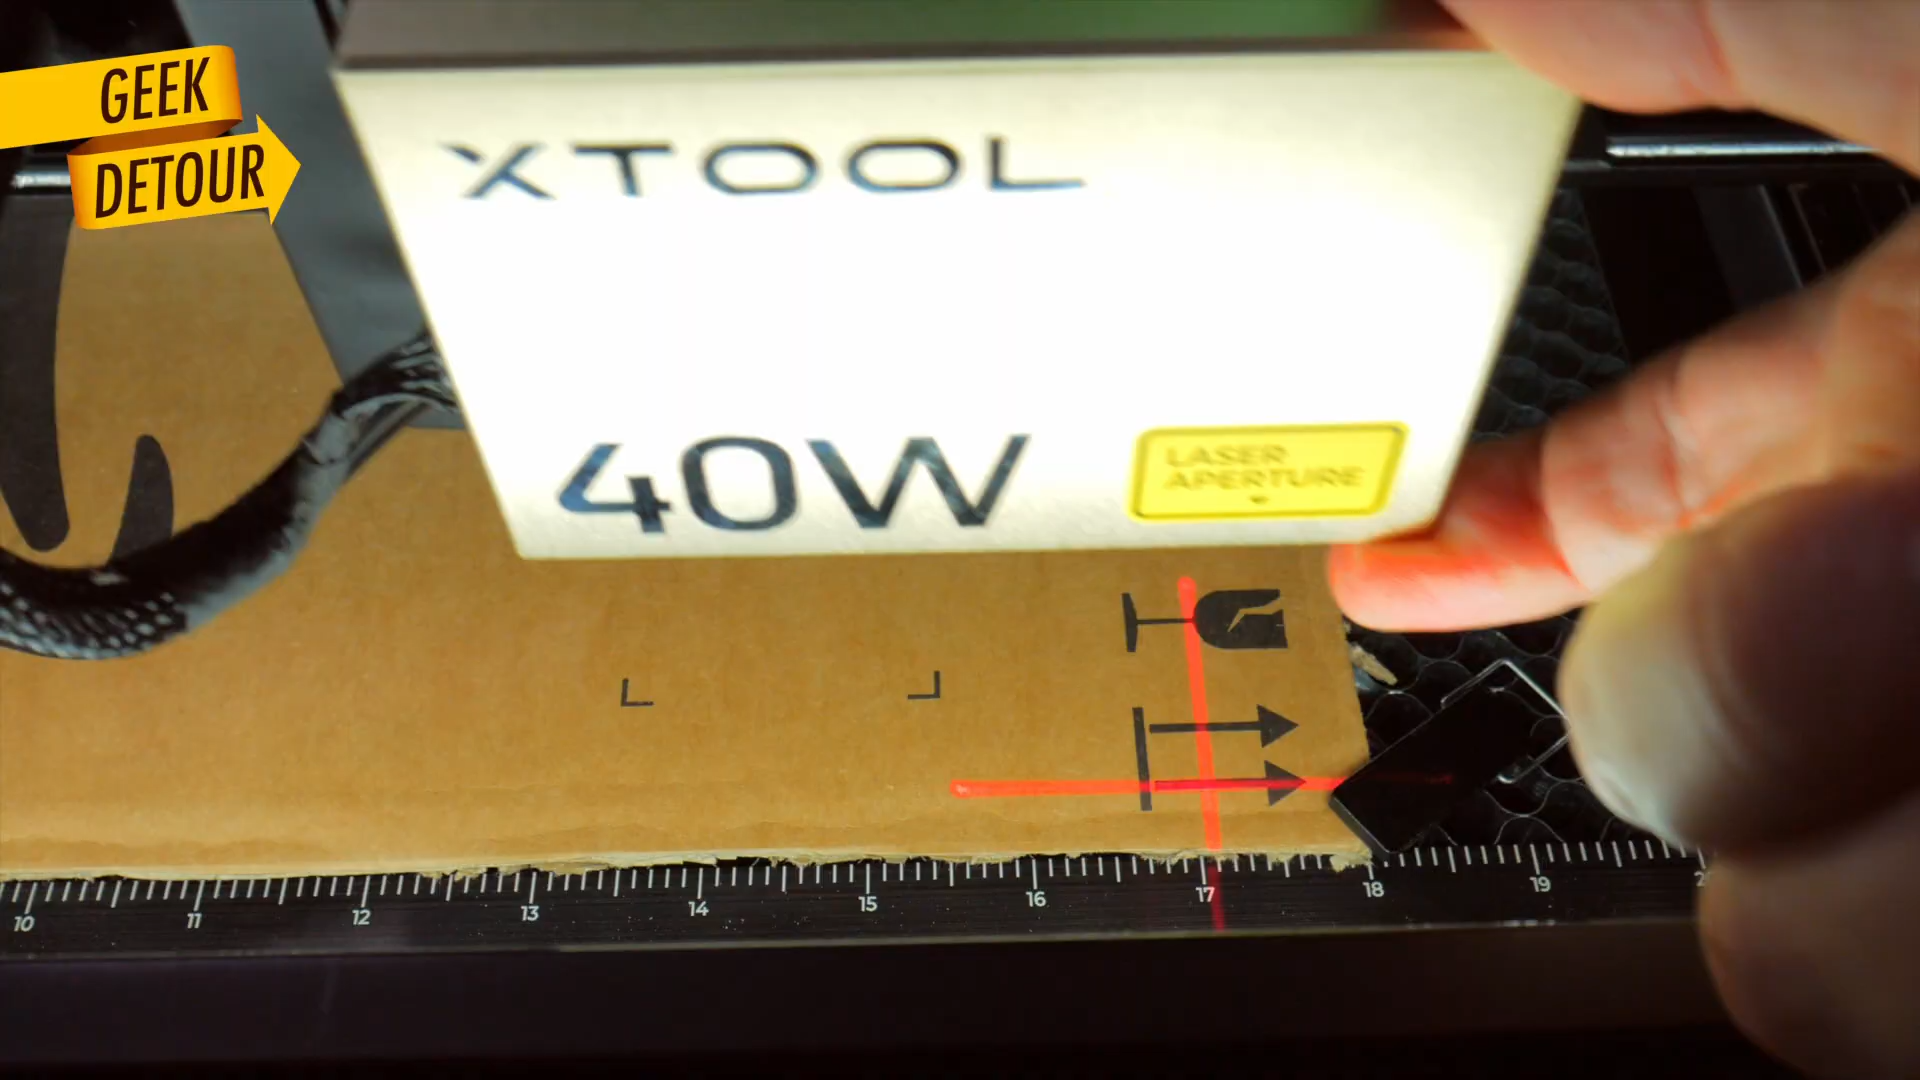 GEEK
DETOUR
XTOOL
40W
LASER
APERTURE
10 11 12 13 14 15 16 17 18 19